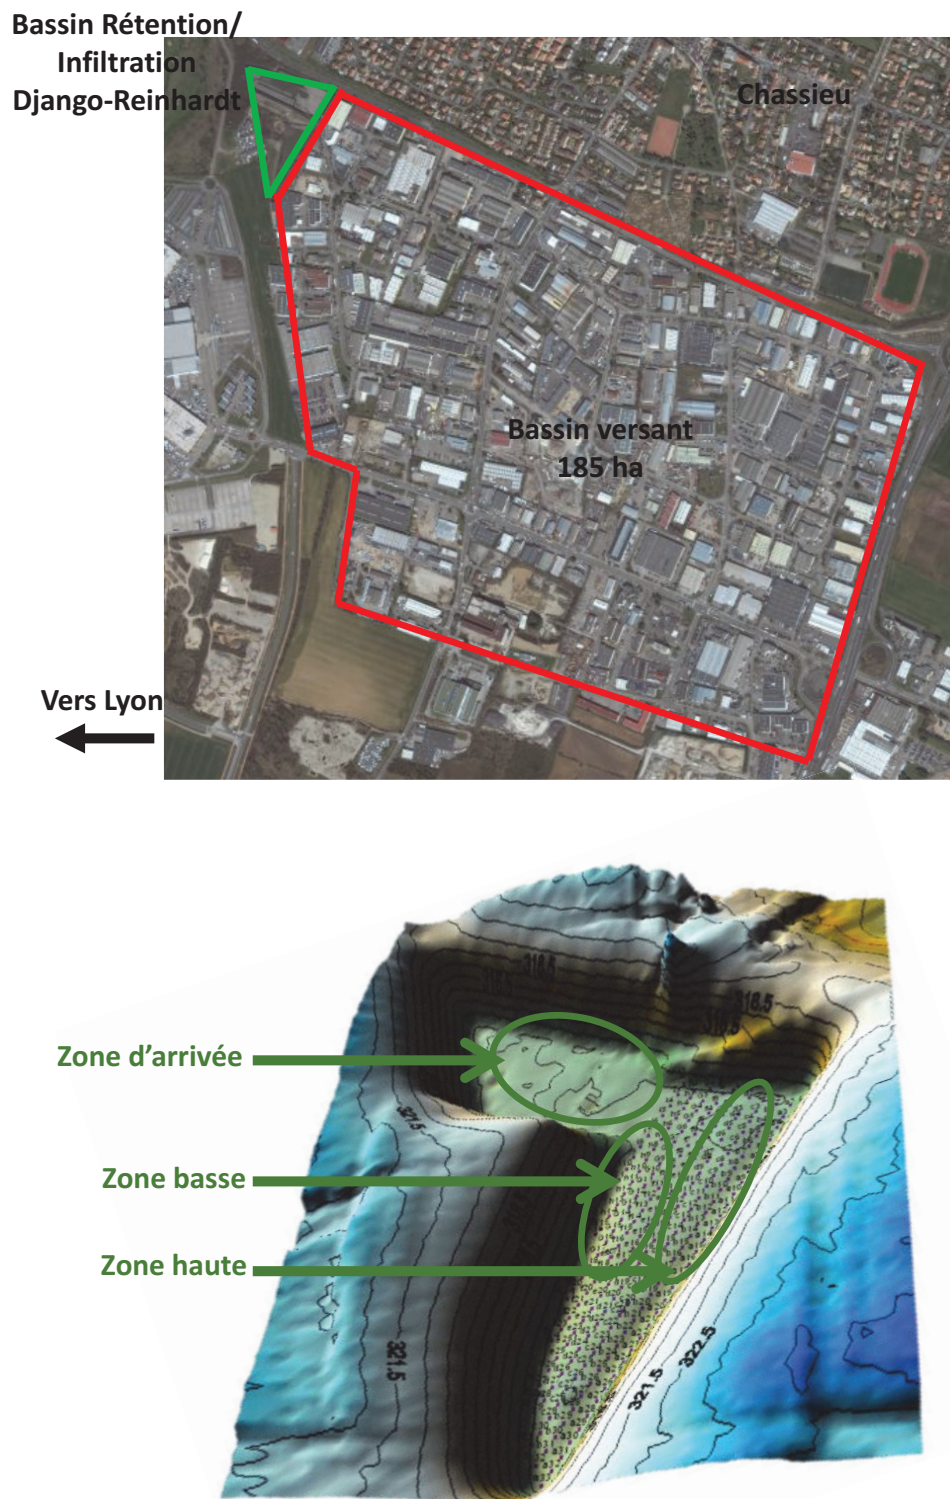 Bassin Rétention/
Infiltration
Django-Reinhardt
Chassieu
Bassin versant
185 ha
Vers Lyon
318.5
318.5
Zone d'arrivée
321.5
Zone basse
Zone haute
321.5
321.5
322.5